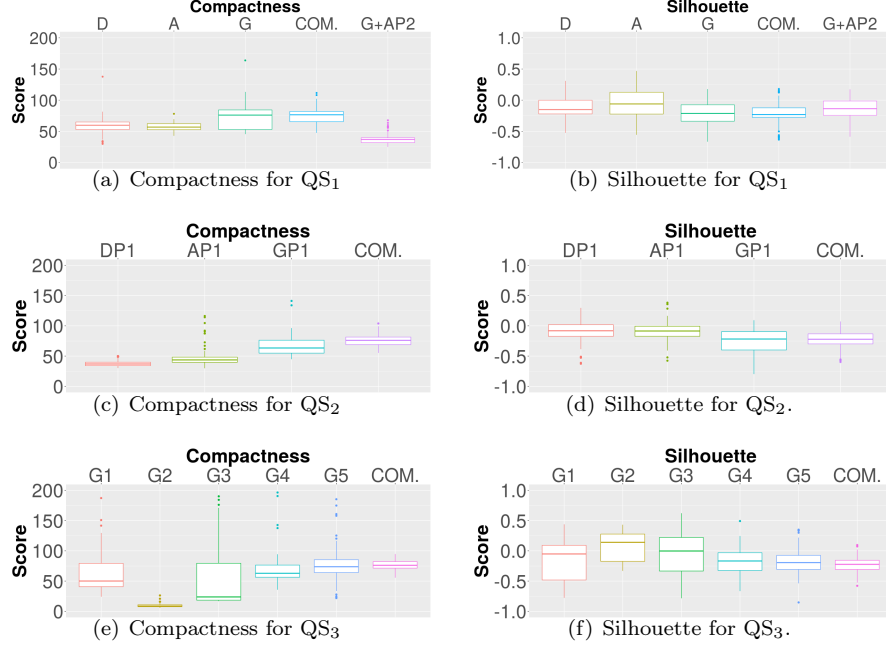 Compactness
D A G COM. G+AP2
200
150
100
50
0
Score
(a) Compactness for QS1
Silhouette
D A G COM. G+AP2
1.0
0.5
0.0
-0.5
-1.0
Score
(b) Silhouette for QS1
Compactness
DP1 AP1 GP1 COM.
200
150
100
50
0
Score
(c) Compactness for QS2
Silhouette
DP1 AP1 GP1 COM.
1.0
0.5
0.0
-0.5
-1.0
Score
(d) Silhouette for QS2.
Compactness
G1 G2 G3 G4 G5 COM.
200
150
100
50
0
Score
(e) Compactness for QS3
Silhouette
G1 G2 G3 G4 G5 COM.
1.0
0.5
0.0
-0.5
-1.0
Score
(f) Silhouette for QS3.